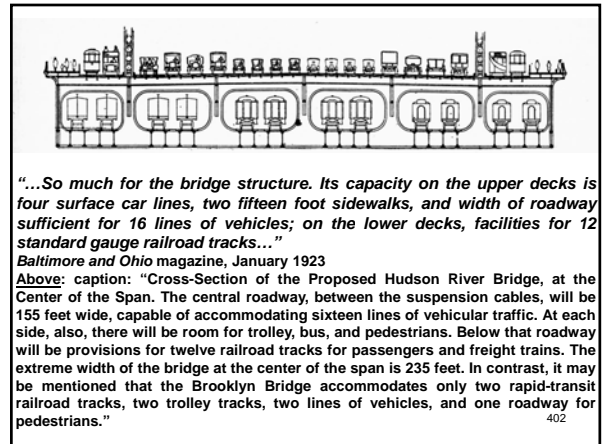 “…So much for the bridge structure. Its capacity on the upper decks is
four surface car lines, two fifteen foot sidewalks, and width of roadway
sufficient for 16 lines of vehicles; on the lower decks, facilities for 12
standard gauge railroad tracks…”
Baltimore and Ohio magazine, January 1923
Above: caption: “Cross-Section of the Proposed Hudson River Bridge, at the
Center of the Span. The central roadway, between the suspension cables, will be
155 feet wide, capable of accommodating sixteen lines of vehicular traffic. At each
side, also, there will be room for trolley, bus, and pedestrians. Below that roadway
will be provisions for twelve railroad tracks for passengers and freight trains. The
extreme width of the bridge at the center of the span is 235 feet. In contrast, it may
be mentioned that the Brooklyn Bridge accommodates only two rapid-transit
railroad tracks, two trolley tracks, two lines of vehicles, and one roadway for
pedestrians.”
402